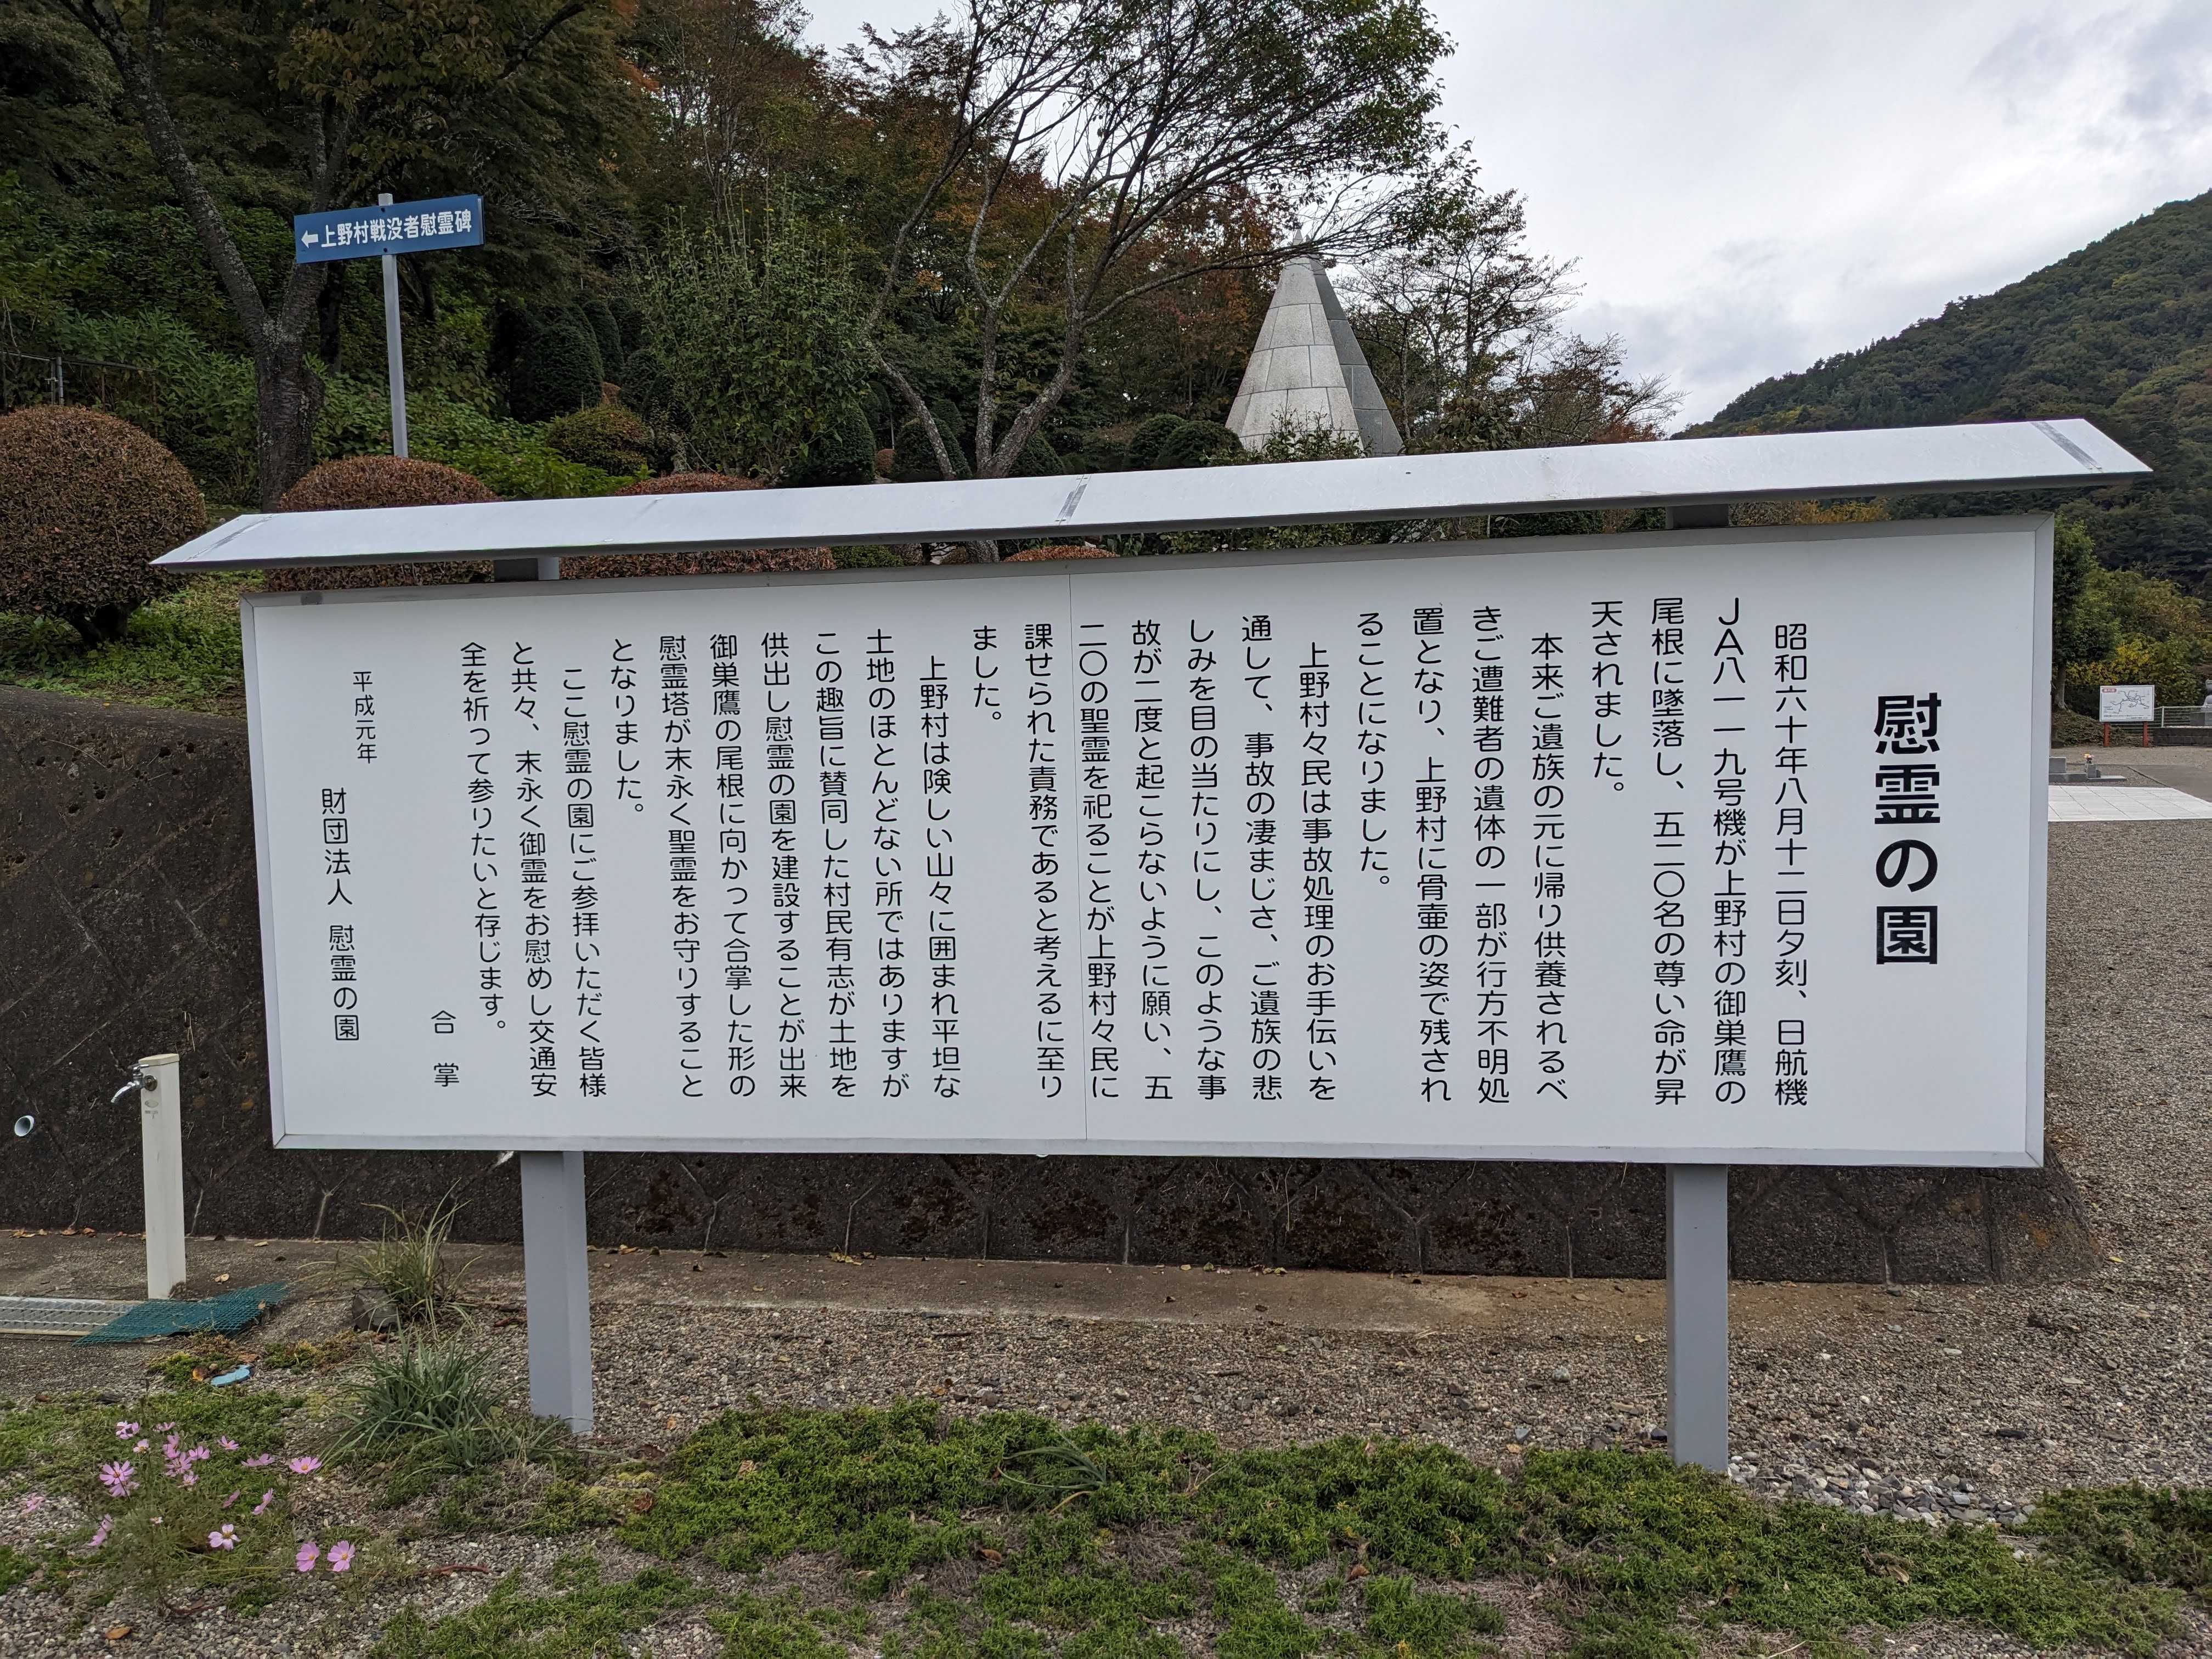 ←上野村戦没者慰霊碑
慰霊の園
昭和六十年八月十二日夕刻、日航機
ＪＡ八一一九号機が上野村の御巣鷹の
尾根に墜落し、五二〇名の尊い命が昇
天されました。
本来ご遺族の元に帰り供養されるべ
きご遭難者の遺体の一部が行方不明処
置となり、上野村に骨壷の姿で残され
ることになりました。
上野村々民は事故処理のお手伝いを
通して、事故の凄まじさ、ご遺族の悲
しみを目の当たりにし、このような事
故が二度と起こらないように願い、五
二〇の聖霊を祀ることが上野村々民に
課せられた責務であると考えるに至り
ました。
上野村は険しい山々に囲まれ平坦な
土地のほとんどない所ではありますが
この趣旨に賛同した村民有志が土地を
供出し慰霊の園を建設することが出来
御巣鷹の尾根に向かって合掌した形の
慰霊塔が末永く聖霊をお守りすること
となりました。
ここ慰霊の園にご参拝いただく皆様
と共々、末永く御霊をお慰めし交通安
全を祈って参りたいと存じます。
合 掌
平成元年
財団法人 慰霊の園